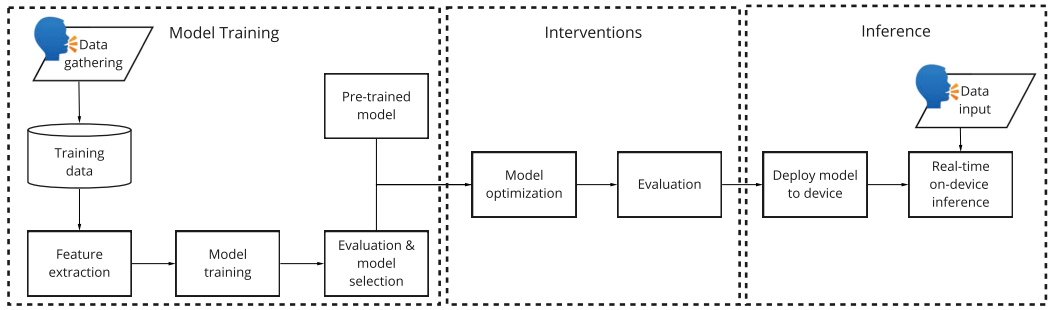 Model Training
Data
gathering
Training
data
Feature
extraction
Model
training
Evaluation &
model
selection
Pre-trained
model
Interventions
Model
optimization
Evaluation
Inference
Data
input
Deploy model
to device
Real-time
on-device
inference